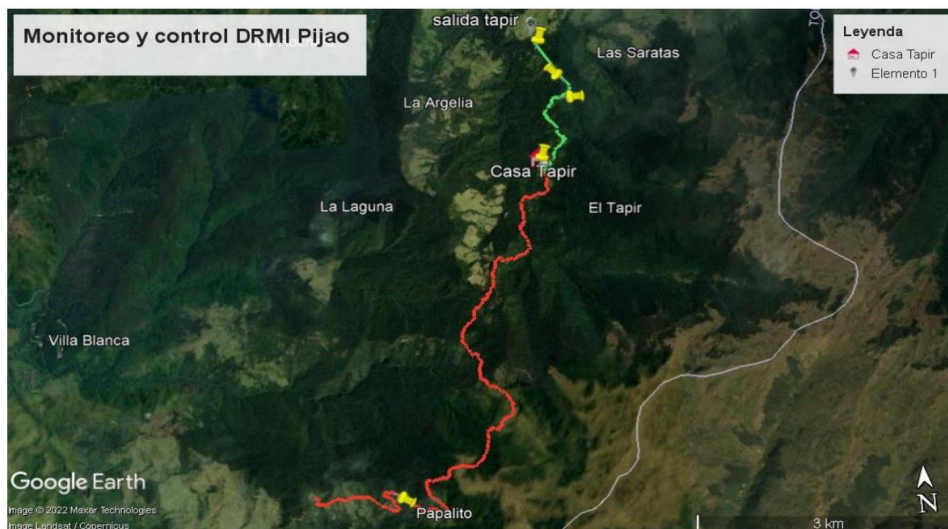 Monitoreo y control DRMI Pijao
salida tapir
TO
Leyenda
Casa Tapir
Elemento 1
Las Saratas
La Argelia
Casa Tapir
La Laguna
El Tapir
Villa Blanca
Google Earth
Image © 2022 Maxar Technologies
Image Landsat / Copernicus
Papalito
N
3 km